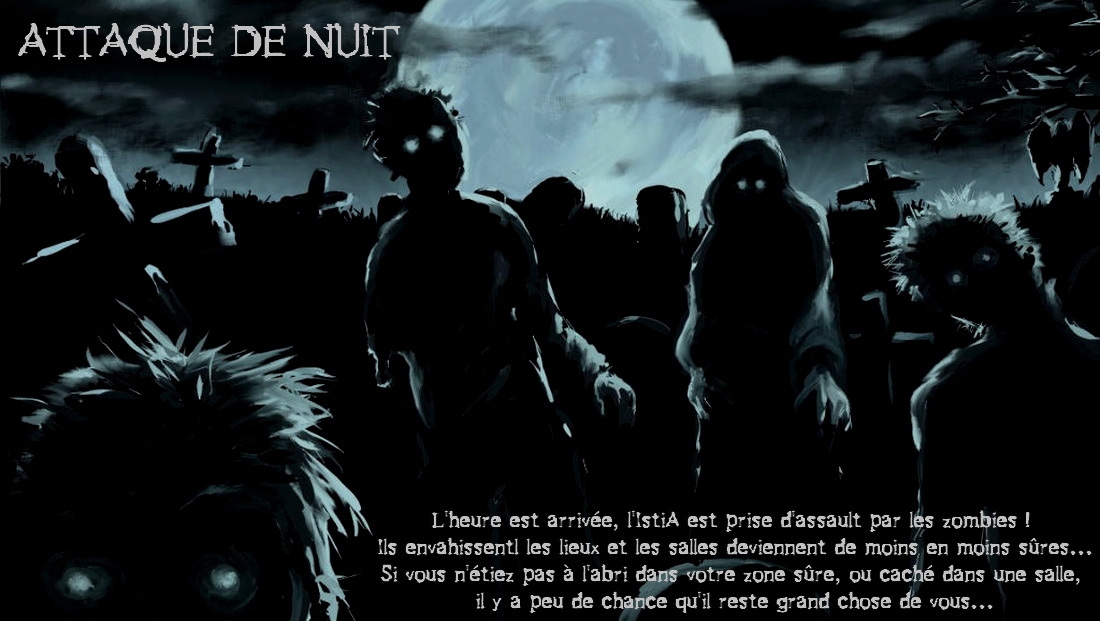 ATTAQUE DE NUIT
L'heure est arrivée, l'IstiA est prise d'assault par les zombies !
Ils envahissentl les lieux et les salles deviennent de moins en moins sûres...
Si vous n'étiez pas à l'abri dans votre zone sûre, ou caché dans une salle,
il y a peu de chance qu'il reste grand chose de vous...